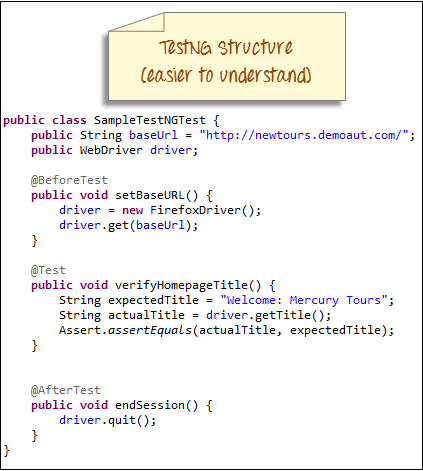 TestNG structure
(easier to understand)
public class SampleTestNGTest {
    public String baseUrl = "http://newtours.demoaut.com/";
    public WebDriver driver;
    @BeforeTest
    public void setBaseURL() {
        driver = new FirefoxDriver();
        driver.get(baseUrl);
    }
    @Test
    public void verifyHomepageTitle() {
        String expectedTitle = "Welcome: Mercury Tours";
        String actualTitle = driver.getTitle();
        Assert.assertEquals(actualTitle, expectedTitle);
    }
    @AfterTest
    public void endSession() {
        driver.quit();
    }
}